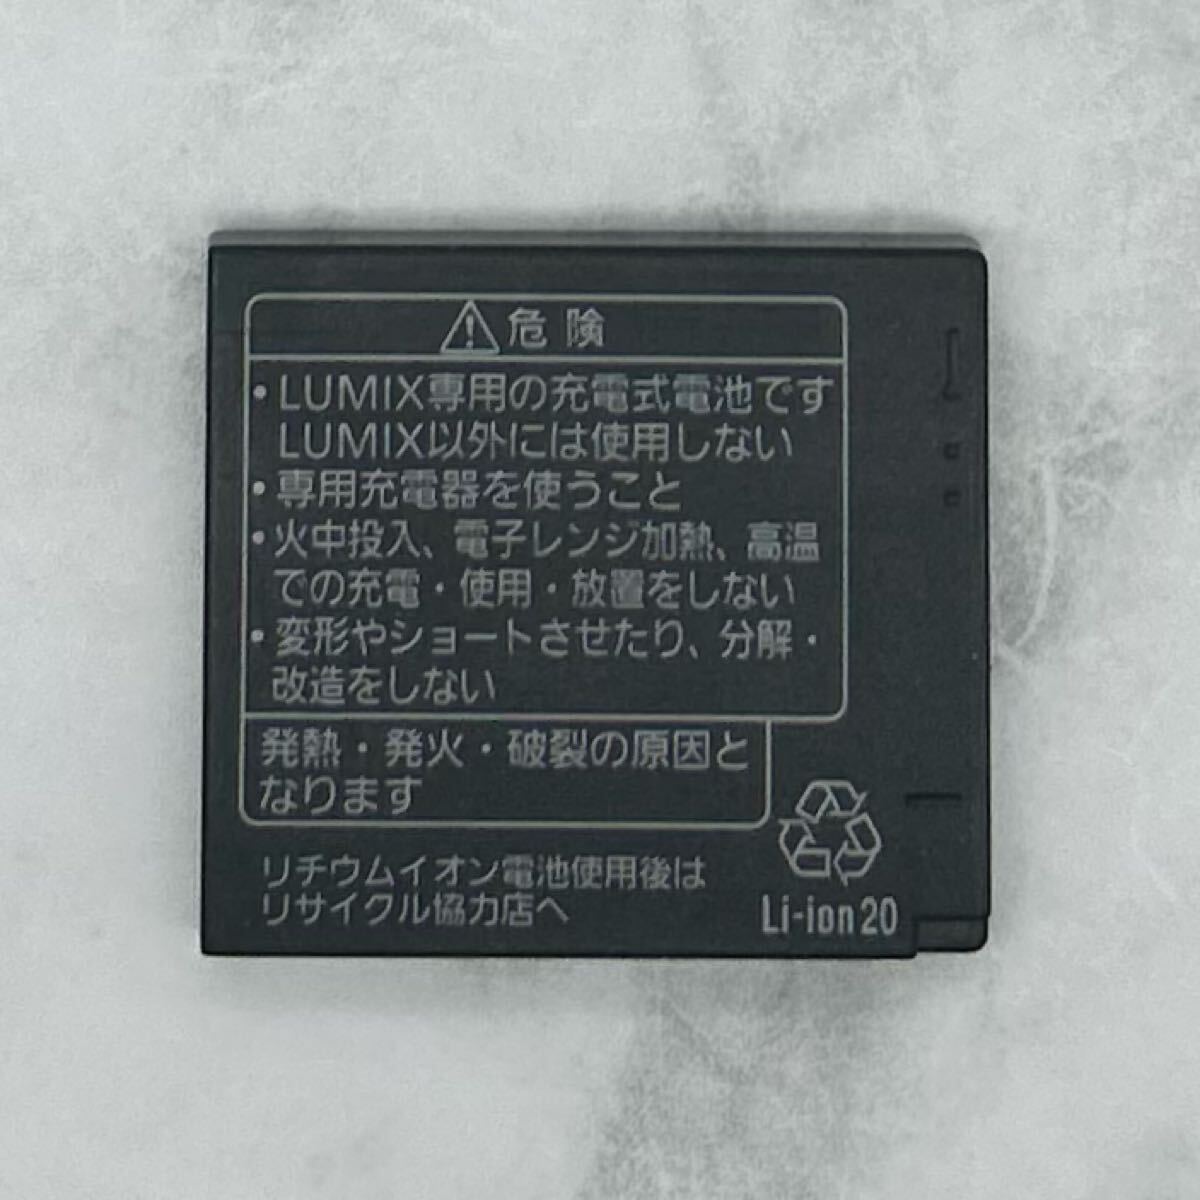 ⚠危険
・LUMIX専用の充電式電池です
LUMIX以外には使用しない
・専用充電器を使うこと
・火中投入、電子レンジ加熱、高温
での充電・使用・放置をしない
・変形やショートさせたり、分解・
改造をしない
発熱・発火・破裂の原因と
なります
リチウムイオン電池使用後は
リサイクル協力店へ
Li-ion20